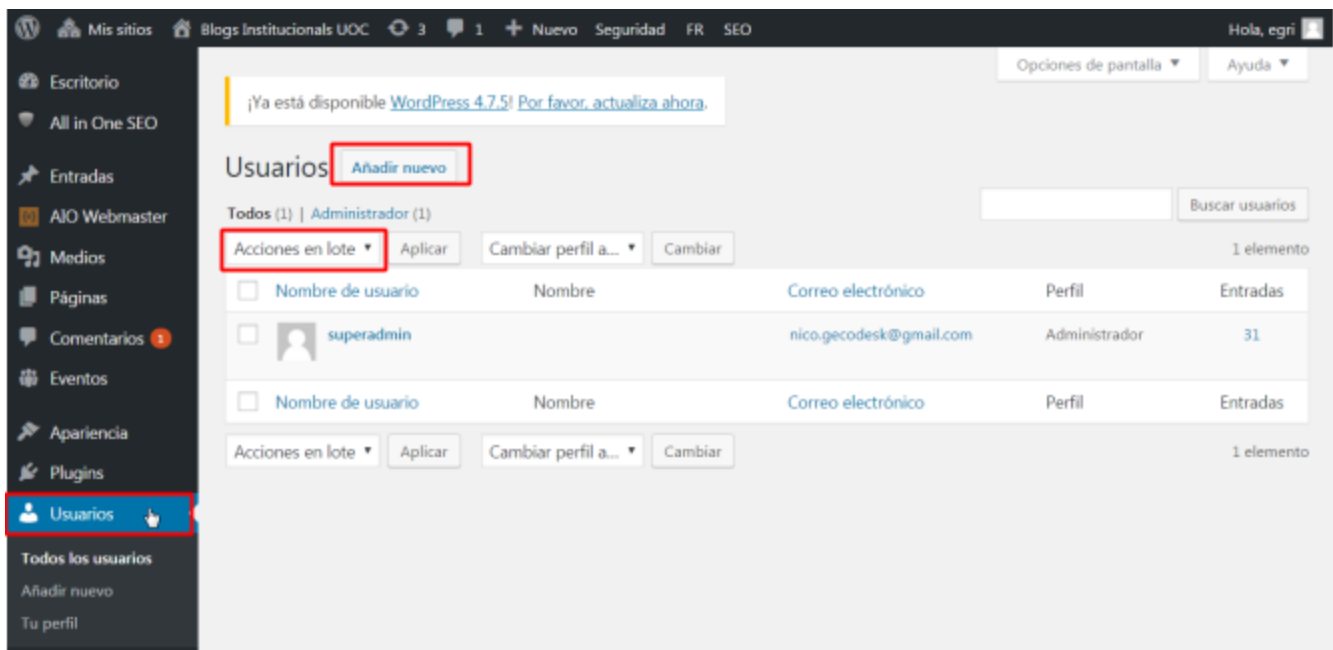 Mis sitios Blogs Institucionals UOC 3 1 Nuevo Seguridad FR SEO Hola, egri
Opciones de pantalla ▼ Ayuda ▼
Escritorio
All in One SEO
Entradas
AIO Webmaster
Medios
Páginas
Comentarios 1
Eventos
Apariencia
Plugins
Usuarios
Todos los usuarios
Añadir nuevo
Tu perfil
¡Ya está disponible WordPress 4.7.5! Por favor, actualiza ahora.
Usuarios Añadir nuevo
Todos (1) | Administrador (1)
Buscar usuarios
Acciones en lote ▼ Aplicar Cambiar perfil a... ▼ Cambiar 1 elemento
Nombre de usuario Nombre Correo electrónico Perfil Entradas
superadmin nico.gecodesk@gmail.com Administrador 31
Nombre de usuario Nombre Correo electrónico Perfil Entradas
Acciones en lote ▼ Aplicar Cambiar perfil a... ▼ Cambiar 1 elemento